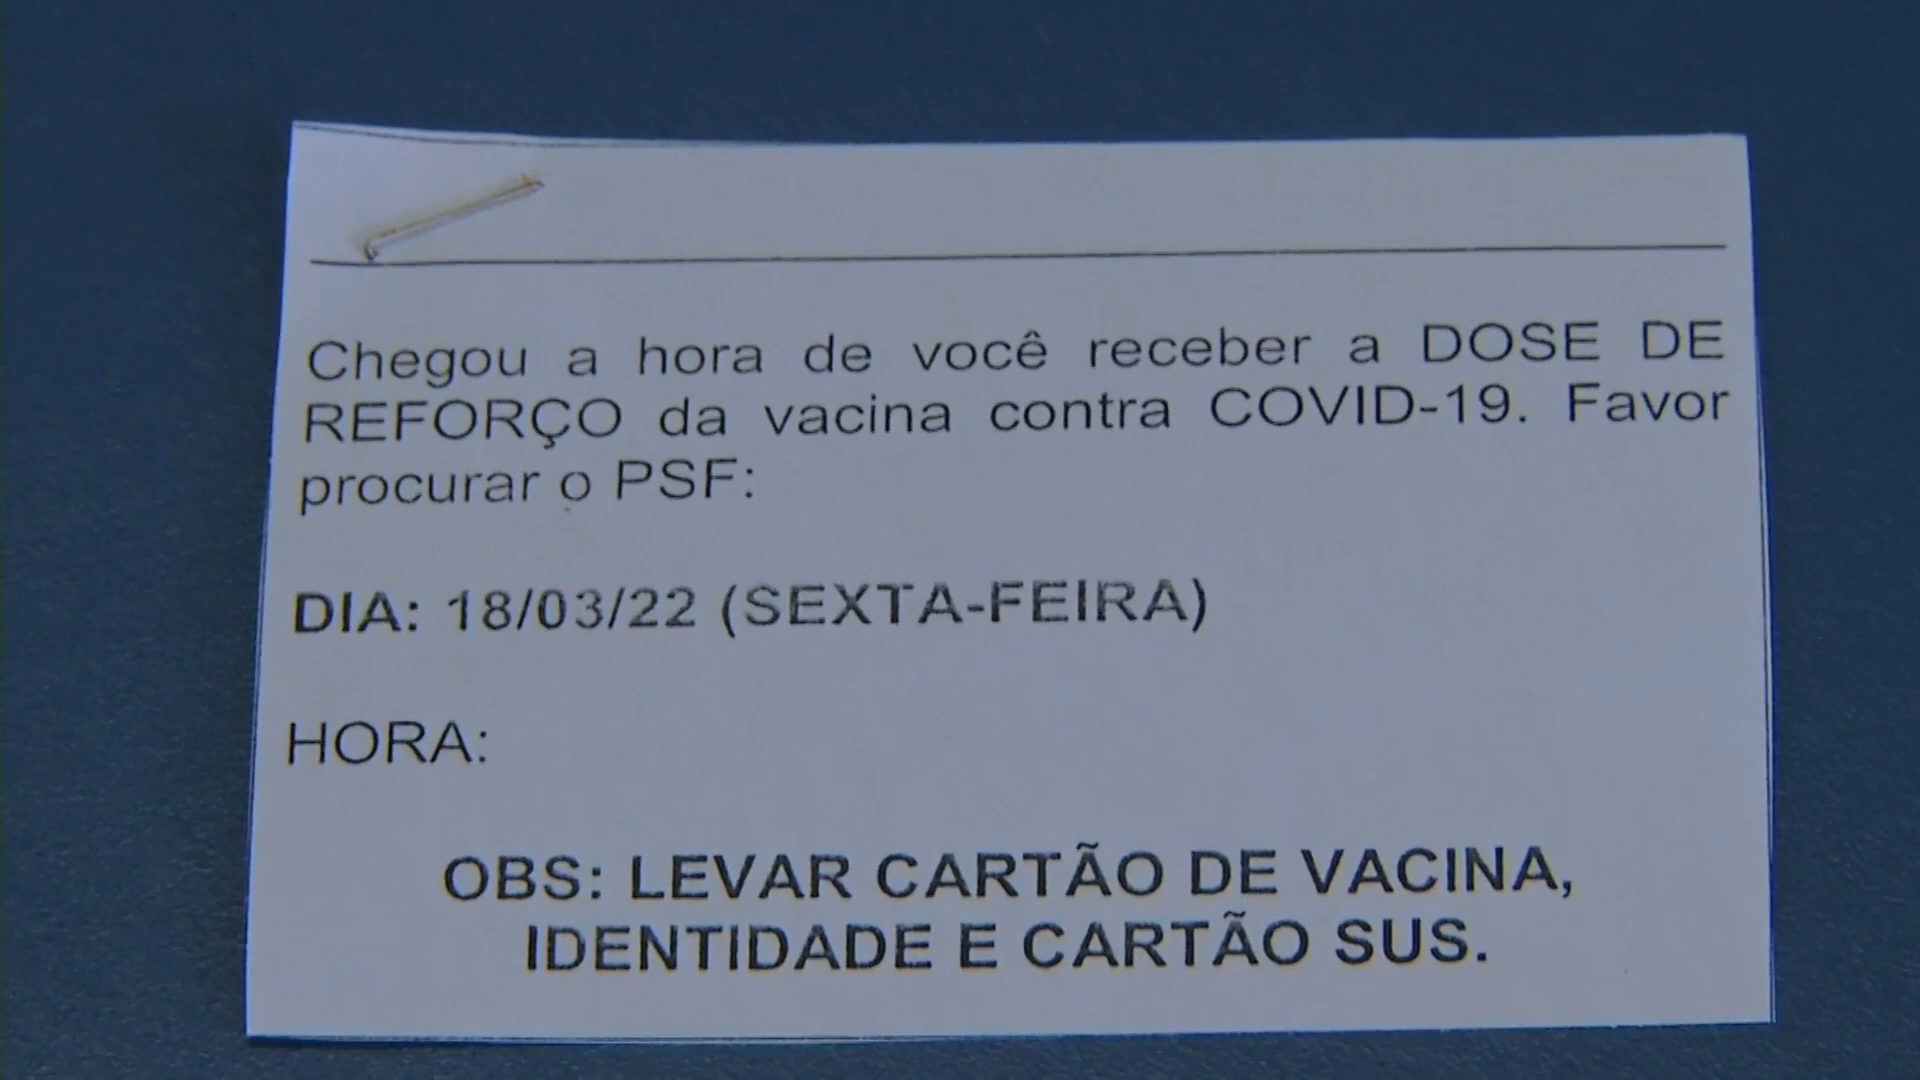 Chegou a hora de você receber a DOSE DE
REFORÇO da vacina contra COVID-19. Favor
procurar o PSF:
DIA: 18/03/22 (SEXTA-FEIRA)
HORA:
OBS: LEVAR CARTÃO DE VACINA,
IDENTIDADE E CARTÃO SUS.